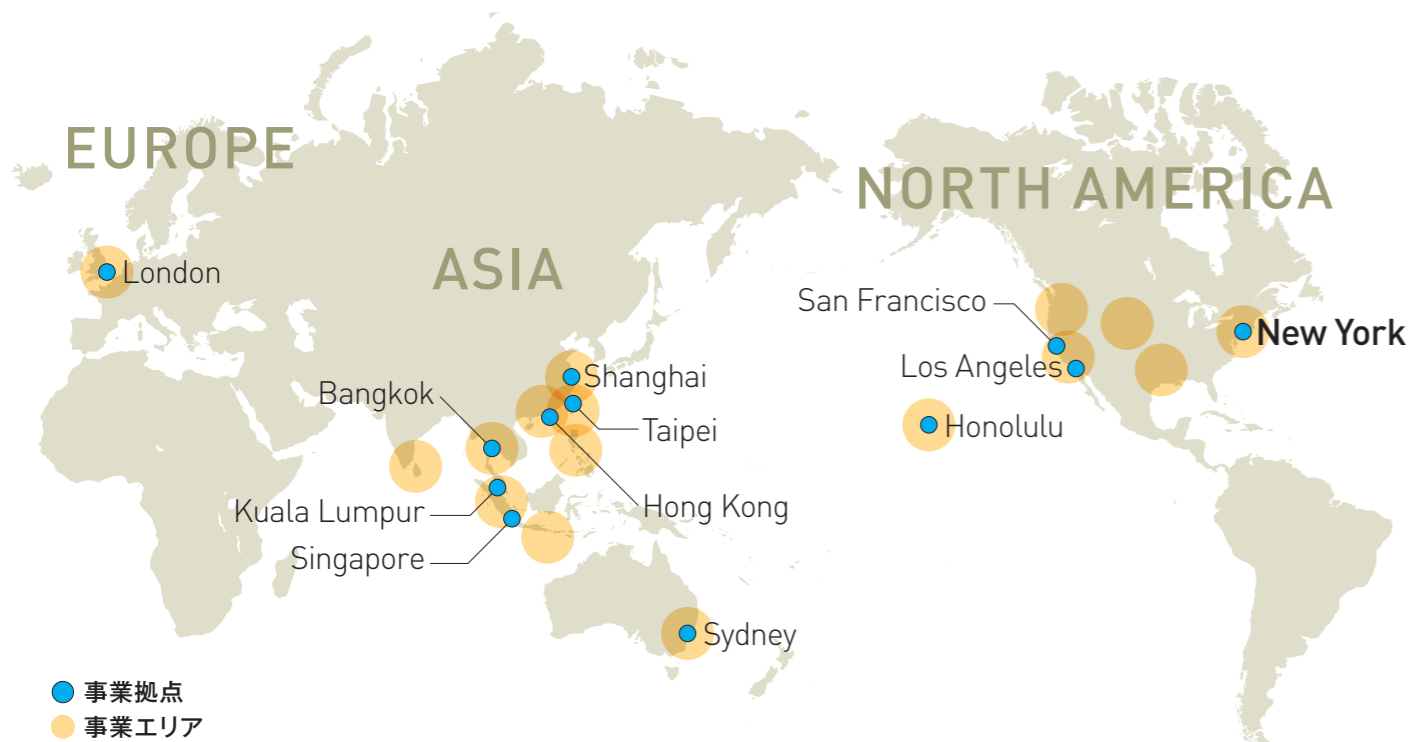 EUROPE
NORTH AMERICA
ASIA
London
San Francisco
New York
Los Angeles
Shanghai
Bangkok
Taipei
Honolulu
Hong Kong
Kuala Lumpur
Singapore
Sydney
事業拠点
事業エリア